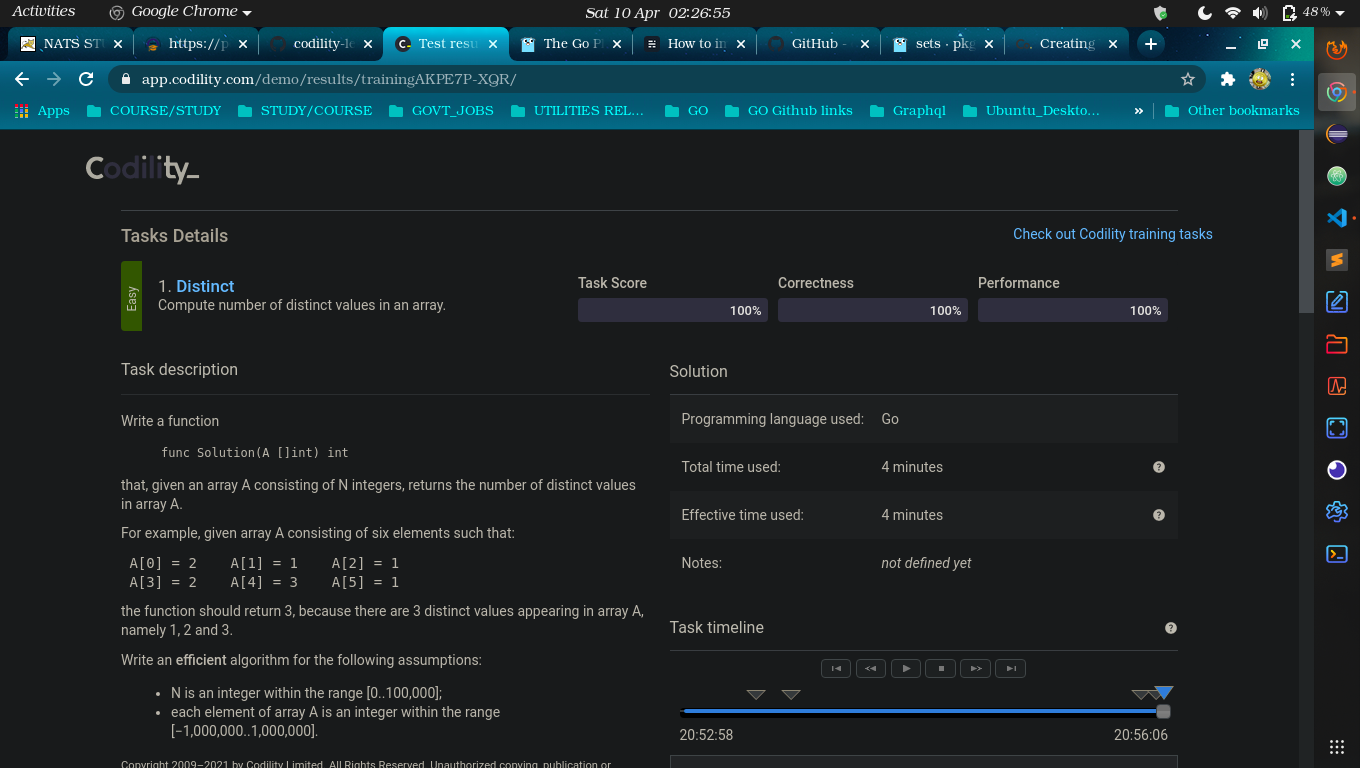 Activities Google Chrome Sat 10 Apr 02:26:55 48%
NATS ST https://p codility-le Test resu The Go P How to in GitHub - sets · pkg Creating
app.codility.com/demo/results/trainingAKPE7P-XQR/
Apps COURSE/STUDY STUDY/COURSE GOVT_JOBS UTILITIES REL... GO GO Github links Graphql Ubuntu_Deskto... » Other bookmarks
Codility_
Tasks Details
Check out Codility training tasks
Easy
1. Distinct
Compute number of distinct values in an array.
Task Score Correctness Performance
100% 100% 100%
Task description
Write a function
func Solution(A []int) int
that, given an array A consisting of N integers, returns the number of distinct values
in array A.
For example, given array A consisting of six elements such that:
A[0] = 2 A[1] = 1 A[2] = 1
A[3] = 2 A[4] = 3 A[5] = 1
the function should return 3, because there are 3 distinct values appearing in array A,
namely 1, 2 and 3.
Write an efficient algorithm for the following assumptions:
• N is an integer within the range [0..100,000];
• each element of array A is an integer within the range
[−1,000,000..1,000,000].
Copyright 2009–2021 by Codility Limited. All Rights Reserved. Unauthorized copying, publication or
Solution
Programming language used: Go
Total time used: 4 minutes ?
Effective time used: 4 minutes ?
Notes: not defined yet
Task timeline ?
20:52:58 20:56:06